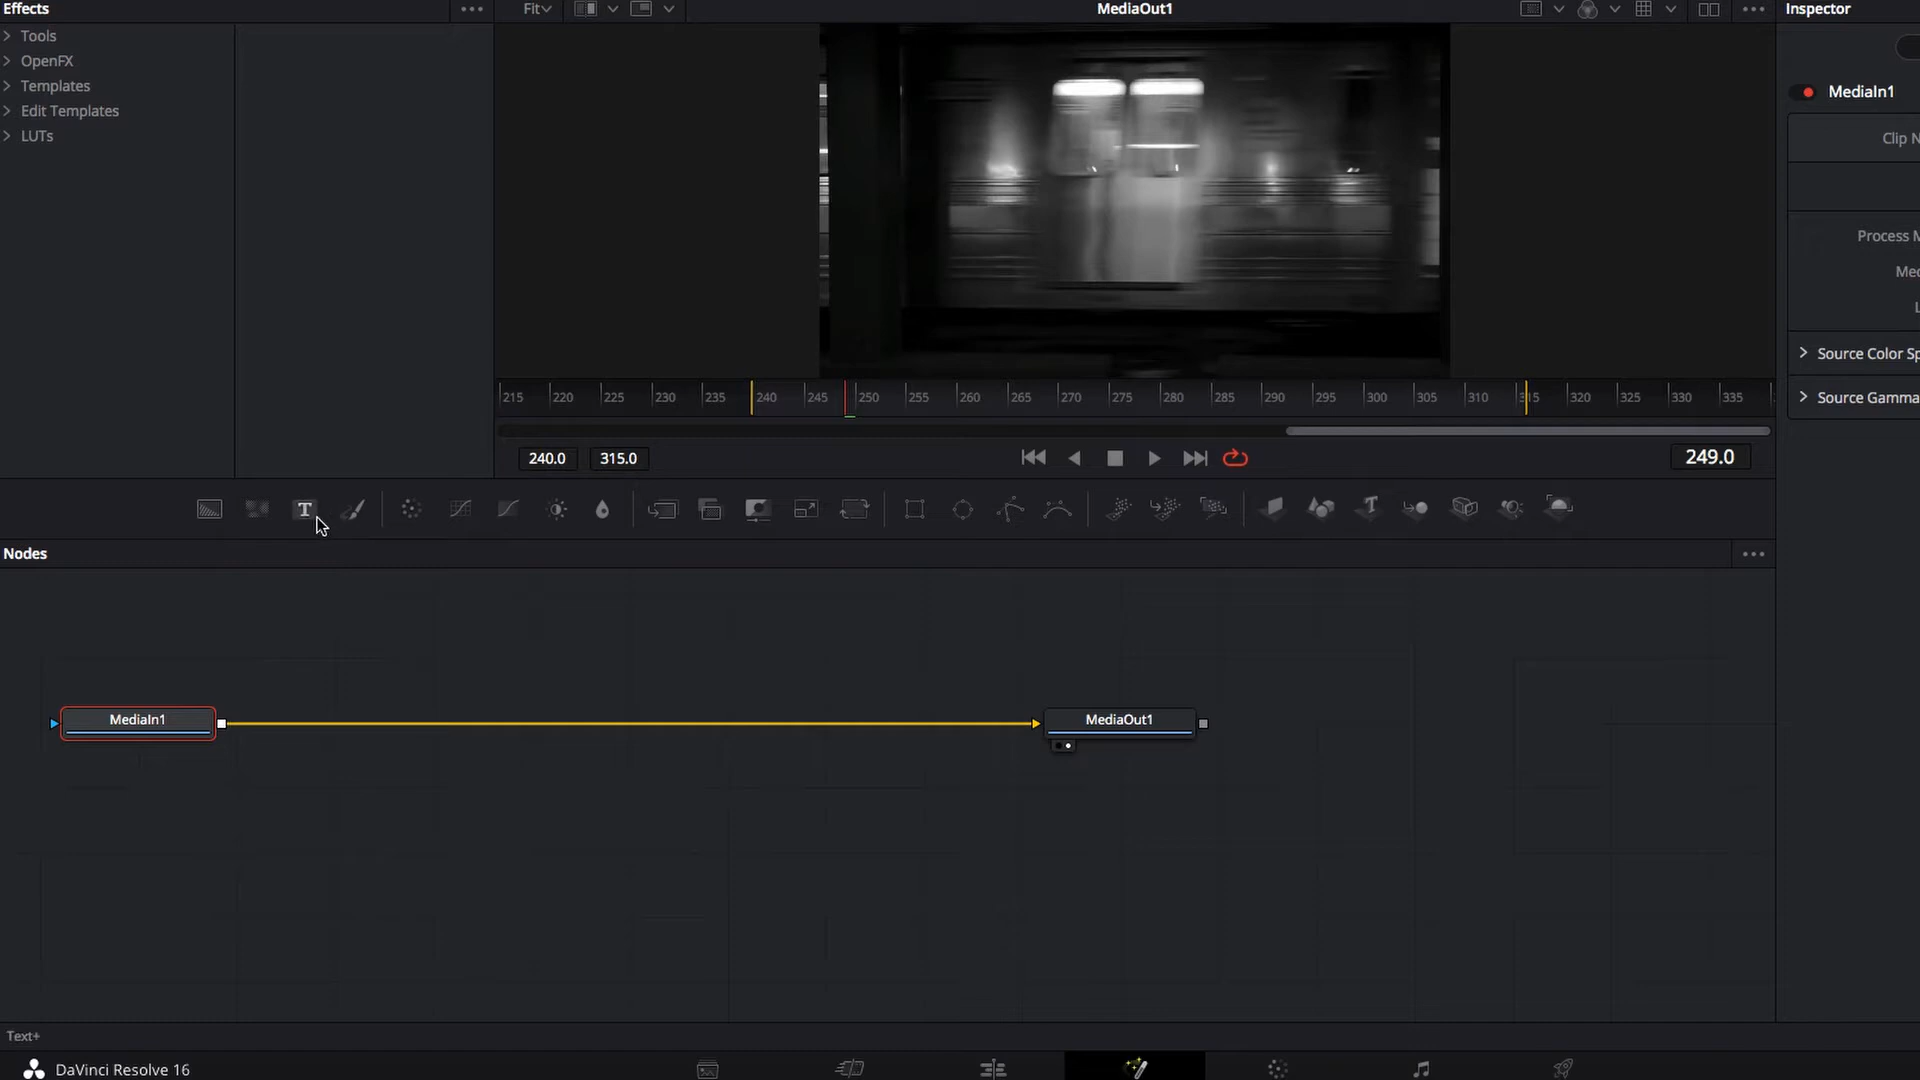 Effects
Fit
MediaOut1
Inspector
Tools
OpenFX
Templates
Edit Templates
LUTs
MediaIn1
Clip N
Process M
Med
L
Source Color Sp
Source Gamma
215 220 225 230 235 240 245 250 255 260 265 270 275 280 285 290 295 300 305 310 315 320 325 330 335
240.0 315.0
249.0
T
T
Nodes
MediaIn1
MediaOut1
Text+
DaVinci Resolve 16